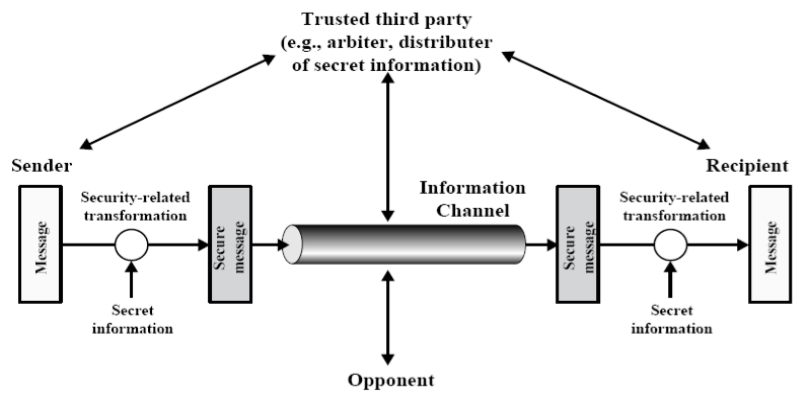 Trusted third party
(e.g., arbiter, distributer
of secret information)
Sender
Recipient
Information
Channel
Security-related
transformation
Security-related
transformation
Message
Secure
message
Secure
message
Message
Secret
information
Secret
information
Opponent